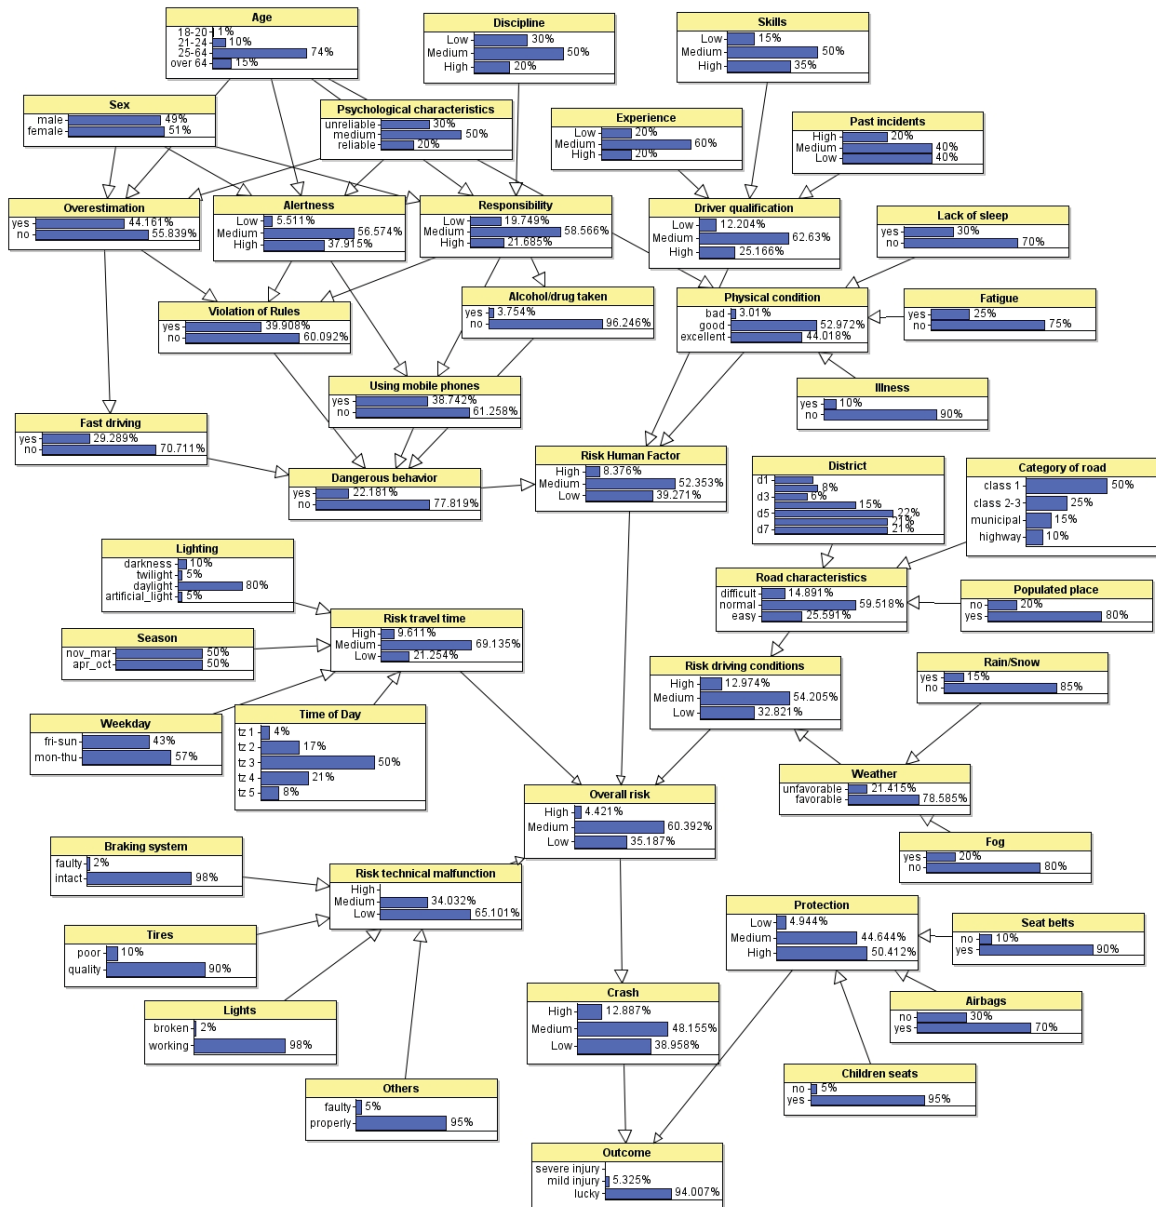 Age
18-20 1%
21-24 10%
25-64 74%
over 64 15%
Discipline
Low 30%
Medium 50%
High 20%
Skills
Low 15%
Medium 50%
High 35%
Sex
male 49%
female 51%
Psychological characteristics
unreliable 30%
medium 50%
reliable 20%
Experience
Low 20%
Medium 60%
High 20%
Past incidents
High 20%
Medium 40%
Low 40%
Overestimation
yes 44.161%
no 55.839%
Alertness
Low 5.511%
Medium 56.574%
High 37.915%
Responsibility
Low 19.749%
Medium 58.566%
High 21.685%
Driver qualification
Low 12.204%
Medium 62.63%
High 25.166%
Lack of sleep
yes 30%
no 70%
Violation of Rules
yes 39.908%
no 60.092%
Alcohol/drug taken
yes 3.754%
no 96.246%
Physical condition
bad 3.01%
good 52.972%
excellent 44.018%
Fatigue
yes 25%
no 75%
Using mobile phones
yes 38.742%
no 61.258%
Illness
yes 10%
no 90%
Fast driving
yes 29.289%
no 70.711%
Dangerous behavior
yes 22.181%
no 77.819%
Risk Human Factor
High 8.376%
Medium 52.353%
Low 39.271%
District
d1
8%
d3 6%
15%
d5 22%
21%
d7 21%
Category of road
class 1 50%
class 2-3 25%
municipal 15%
highway 10%
Lighting
darkness 10%
twilight 5%
daylight 80%
artificial_light 5%
Road characteristics
difficult 14.891%
normal 59.518%
easy 25.591%
Populated place
no 20%
yes 80%
Season
nov_mar 50%
apr_oct 50%
Risk travel time
High 9.611%
Medium 69.135%
Low 21.254%
Risk driving conditions
High 12.974%
Medium 54.205%
Low 32.821%
Rain/Snow
yes 15%
no 85%
Weekday
fri-sun 43%
mon-thu 57%
Time of Day
tz 1 4%
tz 2 17%
tz 3 50%
tz 4 21%
tz 5 8%
Weather
unfavorable 21.415%
favorable 78.585%
Overall risk
High 4.421%
Medium 60.392%
Low 35.187%
Fog
yes 20%
no 80%
Braking system
faulty 2%
intact 98%
Risk technical malfunction
High
Medium 34.032%
Low 65.101%
Protection
Low 4.944%
Medium 44.644%
High 50.412%
Seat belts
no 10%
yes 90%
Tires
poor 10%
quality 90%
Crash
High 12.887%
Medium 48.155%
Low 38.958%
Airbags
no 30%
yes 70%
Lights
broken 2%
working 98%
Children seats
no 5%
yes 95%
Others
faulty 5%
properly 95%
Outcome
severe injury
mild injury 5.325%
lucky 94.007%